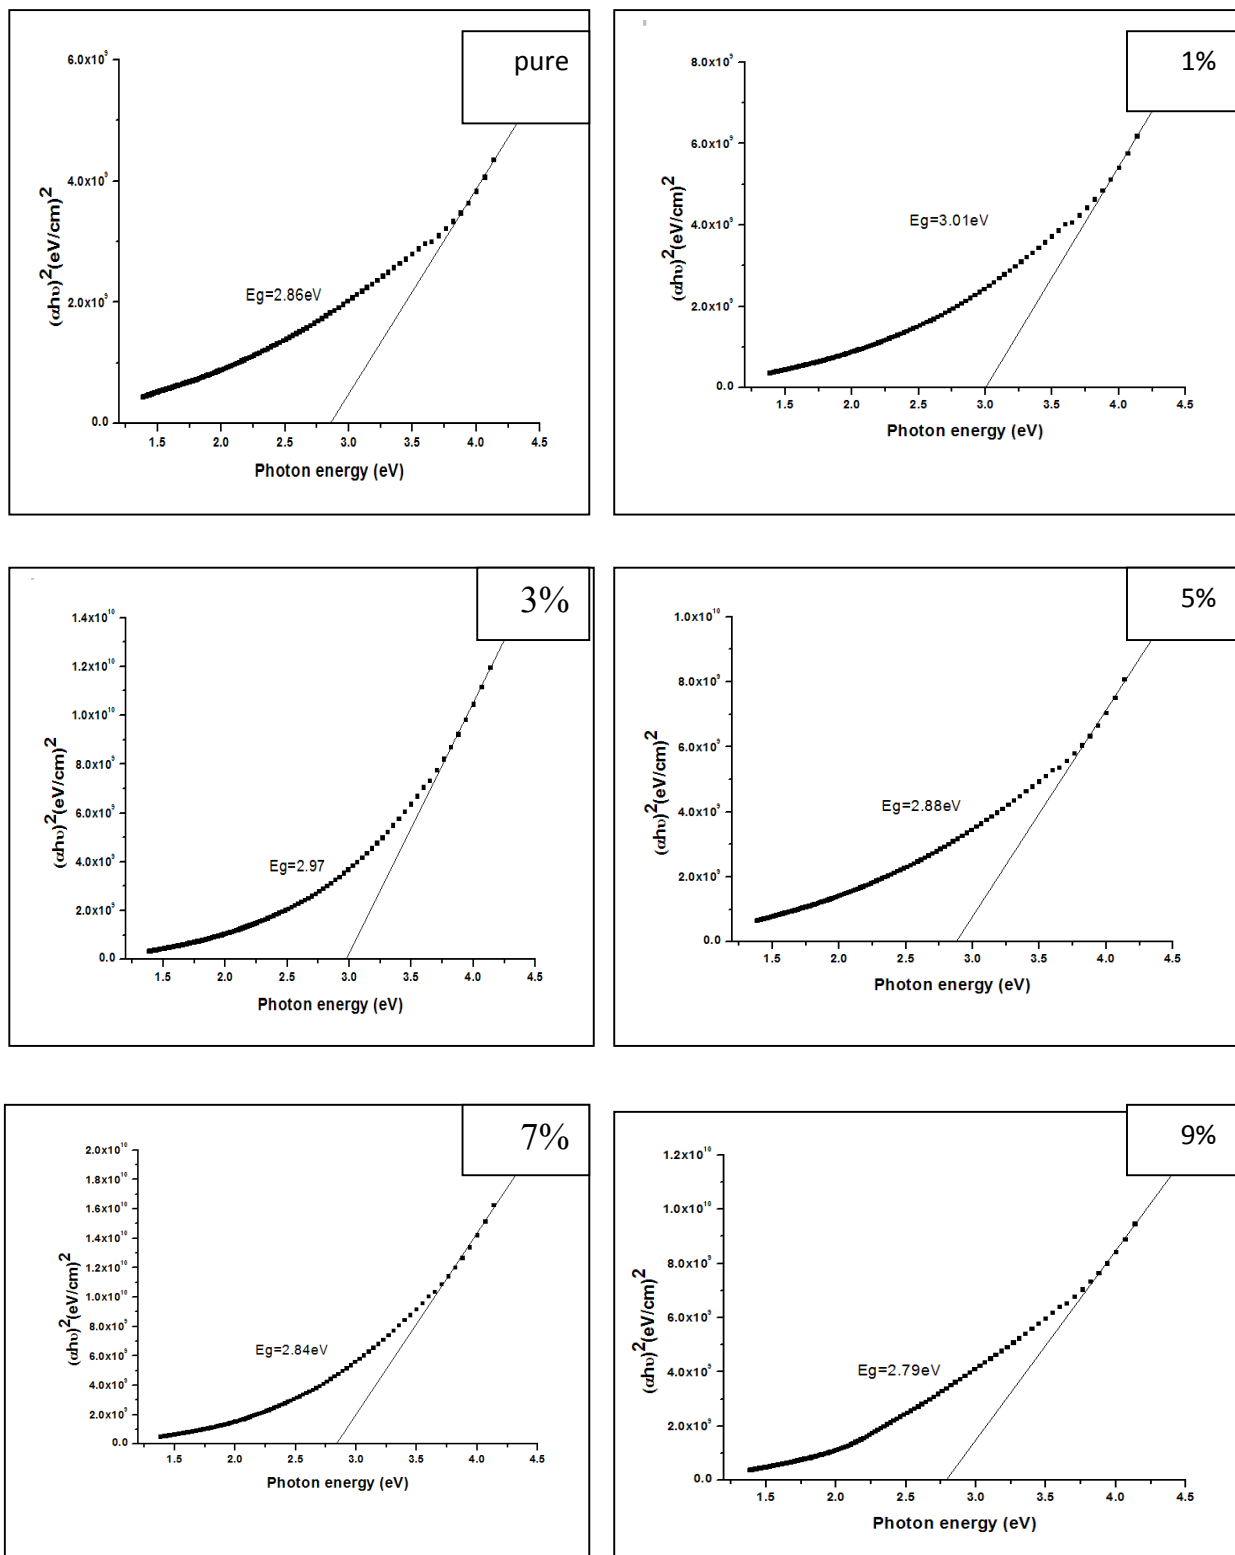 pure
6.0x10⁹
4.0x10⁹
2.0x10⁹
0.0
(αhυ)²(eV/cm)²
Eg=2.86eV
1.5 2.0 2.5 3.0 3.5 4.0 4.5
Photon energy (eV)
1%
8.0x10⁹
6.0x10⁹
4.0x10⁹
2.0x10⁹
0.0
(αhυ)²(eV/cm)²
Eg=3.01eV
1.5 2.0 2.5 3.0 3.5 4.0 4.5
Photon energy (eV)
3%
1.4x10¹⁰
1.2x10¹⁰
1.0x10¹⁰
8.0x10⁹
6.0x10⁹
4.0x10⁹
2.0x10⁹
0.0
(αhυ)²(eV/cm)²
Eg=2.97
1.5 2.0 2.5 3.0 3.5 4.0 4.5
Photon energy (eV)
5%
1.0x10¹⁰
8.0x10⁹
6.0x10⁹
4.0x10⁹
2.0x10⁹
0.0
(αhυ)²(eV/cm)²
Eg=2.88eV
1.5 2.0 2.5 3.0 3.5 4.0 4.5
Photon energy (eV)
7%
2.0x10¹⁰
1.8x10¹⁰
1.6x10¹⁰
1.4x10¹⁰
1.2x10¹⁰
1.0x10¹⁰
8.0x10⁹
6.0x10⁹
4.0x10⁹
2.0x10⁹
0.0
(αhυ)²(eV/cm)²
Eg=2.84eV
1.5 2.0 2.5 3.0 3.5 4.0 4.5
Photon energy (eV)
9%
1.2x10¹⁰
1.0x10¹⁰
8.0x10⁹
6.0x10⁹
4.0x10⁹
2.0x10⁹
0.0
(αhυ)²(eV/cm)²
Eg=2.79eV
1.5 2.0 2.5 3.0 3.5 4.0 4.5
Photon energy (eV)